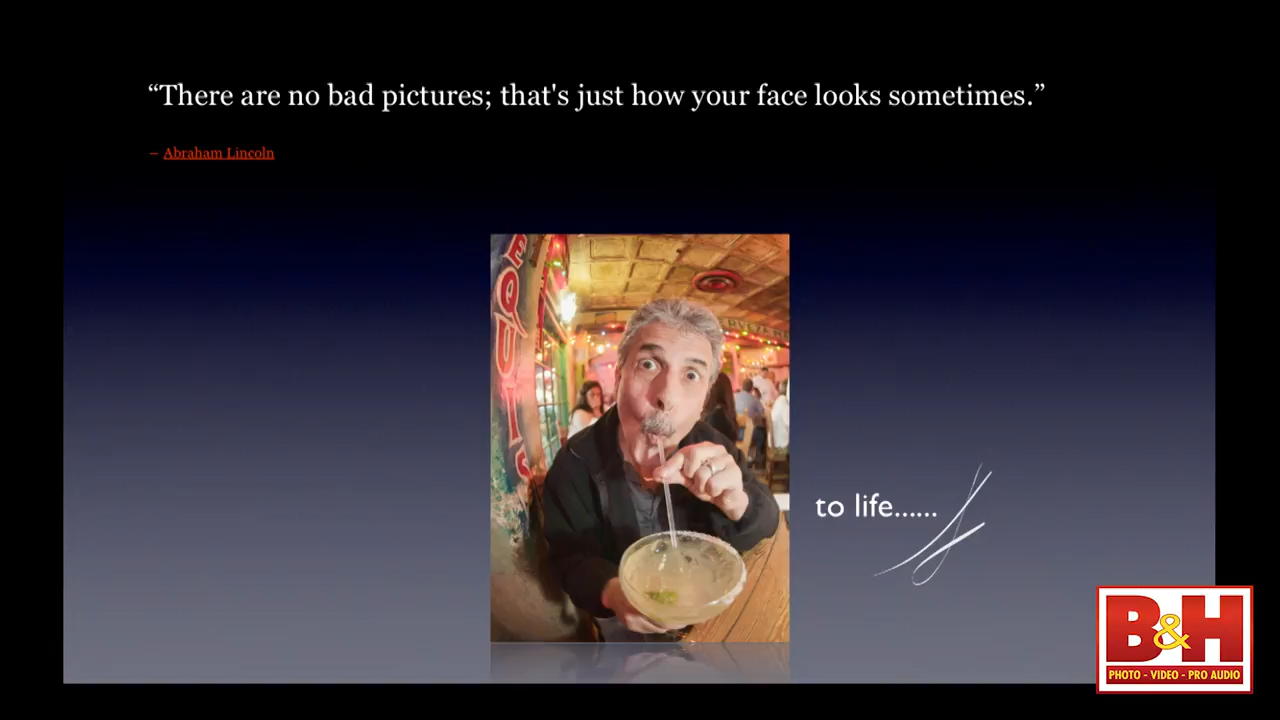 “There are no bad pictures; that's just how your face looks sometimes.”
– Abraham Lincoln
EQUIS
to life......
B&H
PHOTO - VIDEO - PRO AUDIO